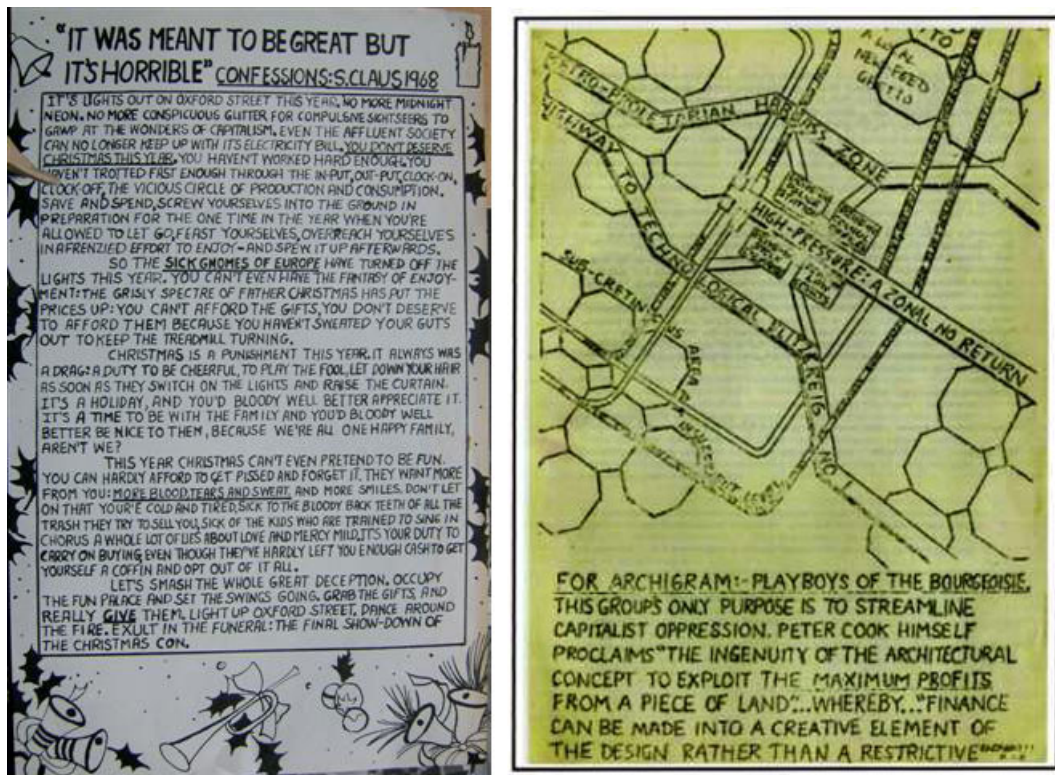 "IT WAS MEANT TO BE GREAT BUT
IT'S HORRIBLE" CONFESSIONS: S. CLAUS 1968
IT'S LIGHTS OUT ON OXFORD STREET THIS YEAR. NO MORE MIDNIGHT
NEON. NO MORE CONSPICUOUS GLITTER FOR COMPULSIVE SIGHTSEERS TO
GAWP AT THE WONDERS OF CAPITALISM. EVEN THE AFFLUENT SOCIETY
CAN NO LONGER KEEP UP WITH ITS ELECTRICITY BILL. YOU DON'T DESERVE
CHRISTMAS THIS YEAR. YOU HAVEN'T WORKED HARD ENOUGH. YOU
HAVEN'T TROTTED FAST ENOUGH THROUGH THE IN-PUT, OUT-PUT, CLOCK-ON,
CLOCK-OFF, THE VICIOUS CIRCLE OF PRODUCTION AND CONSUMPTION.
SAVE AND SPEND, SCREW YOURSELVES INTO THE GROUND IN
PREPARATION FOR THE ONE TIME IN THE YEAR WHEN YOU'RE
ALLOWED TO LET GO, FEAST YOURSELVES, OVERREACH YOURSELVES
IN A FRENZIED EFFORT TO ENJOY - AND SPEW IT UP AFTERWARDS.
SO THE SICK GNOMES OF EUROPE HAVE TURNED OFF THE
LIGHTS THIS YEAR. YOU CAN'T EVEN HAVE THE FANTASY OF ENJOY-
MENT: THE GRISLY SPECTRE OF FATHER CHRISTMAS HAS PUT THE
PRICES UP: YOU CAN'T AFFORD THE GIFTS, YOU DON'T DESERVE
TO AFFORD THEM BECAUSE YOU HAVEN'T SWEATED YOUR GUTS
OUT TO KEEP THE TREADMILL TURNING.
CHRISTMAS IS A PUNISHMENT THIS YEAR. IT ALWAYS WAS
A DRAG: A DUTY TO BE CHEERFUL, TO PLAY THE FOOL, LET DOWN YOUR HAIR
AS SOON AS THEY SWITCH ON THE LIGHTS AND RAISE THE CURTAIN.
IT'S A HOLIDAY, AND YOU'D BLOODY WELL BETTER APPRECIATE IT.
IT'S A TIME TO BE WITH THE FAMILY AND YOU'D BLOODY WELL
BETTER BE NICE TO THEM, BECAUSE WE'RE ALL ONE HAPPY FAMILY,
AREN'T WE?
THIS YEAR CHRISTMAS CAN'T EVEN PRETEND TO BE FUN.
YOU CAN HARDLY AFFORD TO GET PISSED AND FORGET IT. THEY WANT MORE
FROM YOU: MORE BLOOD, TEARS AND SWEAT, AND MORE SMILES. DON'T LET
ON THAT YOUR'E COLD AND TIRED, SICK TO THE BLOODY BACK TEETH OF ALL THE
TRASH THEY TRY TO SELL YOU, SICK OF THE KIDS WHO ARE TRAINED TO SING IN
CHORUS A WHOLE LOT OF LIES ABOUT LOVE AND MERCY MILD, IT'S YOUR DUTY TO
CARRY ON BUYING EVEN THOUGH THEY'VE HARDLY LEFT YOU ENOUGH CASH TO GET
YOURSELF A COFFIN AND OPT OUT OF IT ALL.
LET'S SMASH THE WHOLE GREAT DECEPTION. OCCUPY
THE FUN PALACE AND SET THE SWINGS GOING. GRAB THE GIFTS, AND
REALLY GIVE THEM. LIGHT UP OXFORD STREET, DANCE AROUND
THE FIRE. EXULT IN THE FUNERAL: THE FINAL SHOW-DOWN OF
THE CHRISTMAS CON.
METRO-PROLETARIAN HARRASS ZONE
HIGHWAY TO TECHNOLOGICAL ILLITERRE16 NO 1
HIGH-PRESSURE: A ZONAL NO RETURN
SUB-CRETINOUS AREA
GHETTO
FOR ARCHIGRAM:- PLAYBOYS OF THE BOURGEOISIE.
THIS GROUP'S ONLY PURPOSE IS TO STREAMLINE
CAPITALIST OPPRESSION. PETER COOK HIMSELF
PROCLAIMS "THE INGENUITY OF THE ARCHITECTURAL
CONCEPT TO EXPLOIT THE MAXIMUM PROFITS
FROM A PIECE OF LAND"... WHEREBY... "FINANCE
CAN BE MADE INTO A CREATIVE ELEMENT OF
THE DESIGN RATHER THAN A RESTRICTIVE